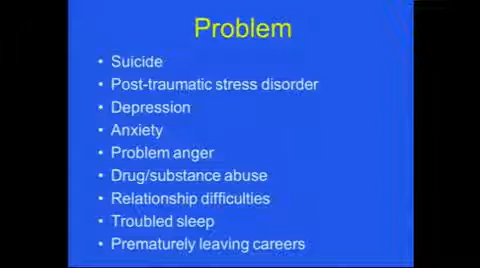 Problem
• Suicide
• Post-traumatic stress disorder
• Depression
• Anxiety
• Problem anger
• Drug/substance abuse
• Relationship difficulties
• Troubled sleep
• Prematurely leaving careers